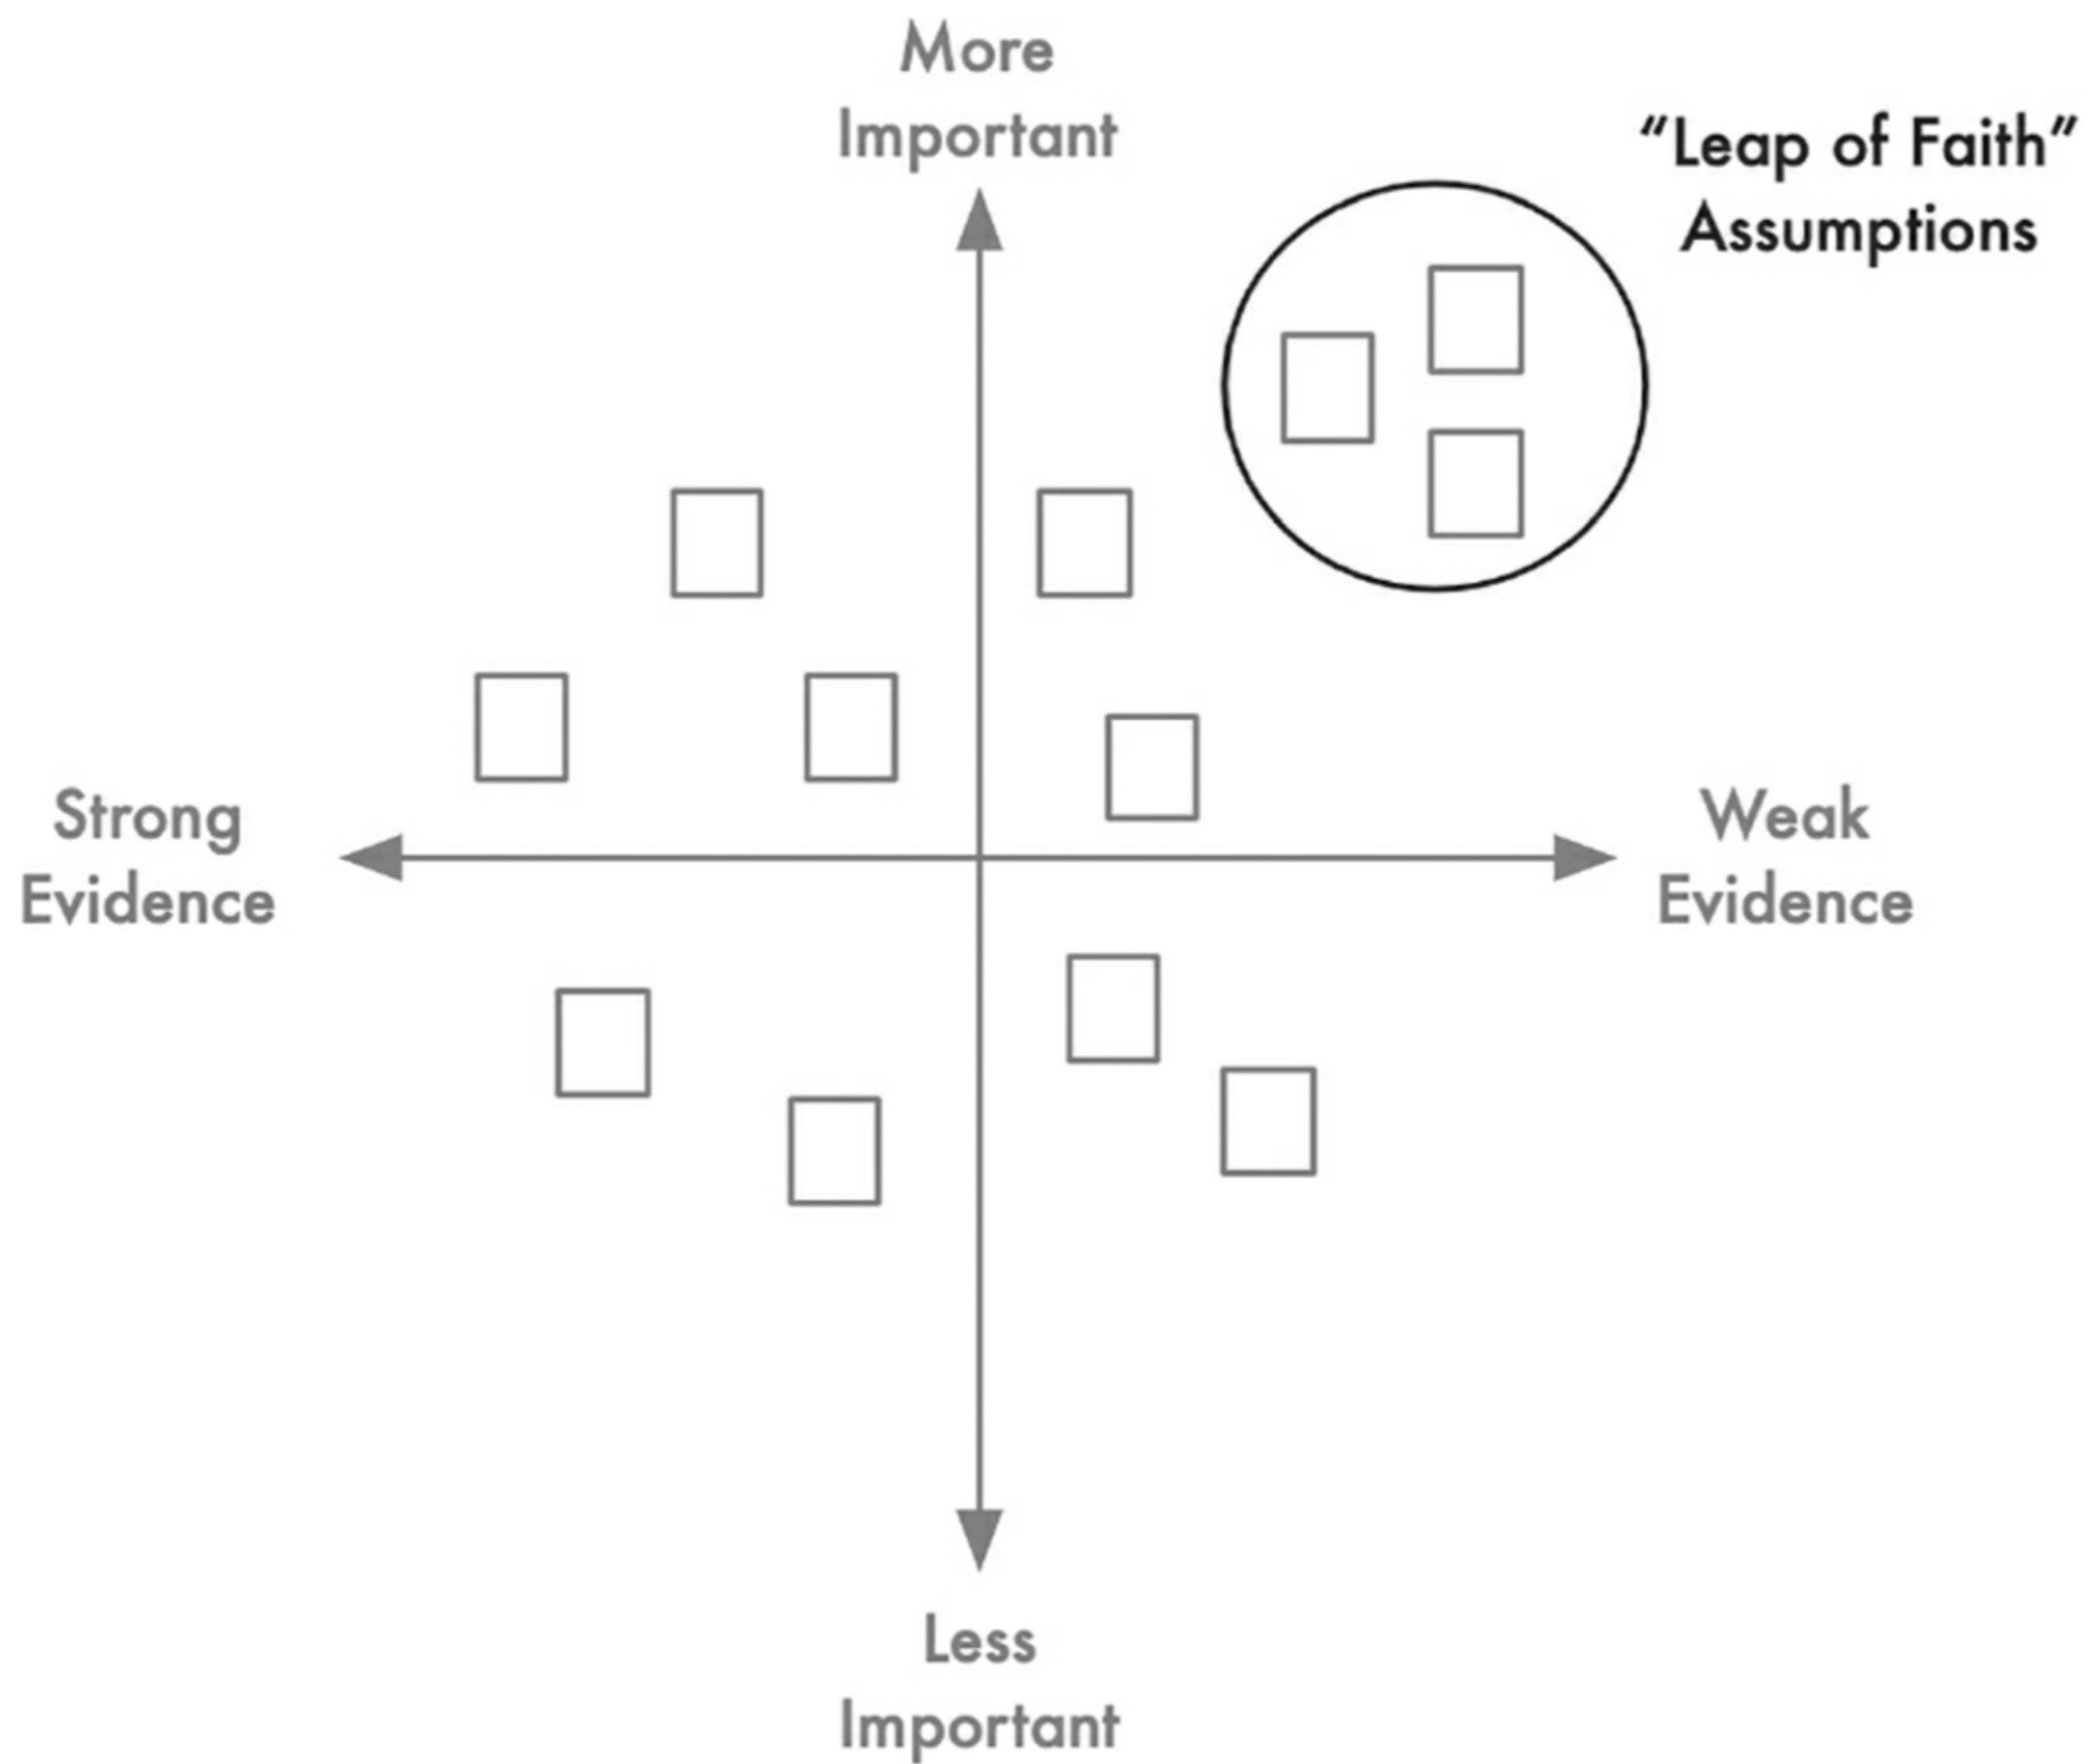 More
Important
“Leap of Faith”
Assumptions
Strong
Evidence
Weak
Evidence
Less
Important